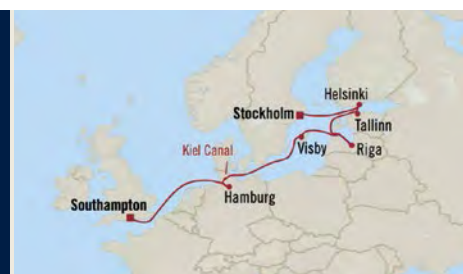 Helsinki
Stockholm
Tallinn
Kiel Canal
Visby
Riga
Hamburg
Southampton